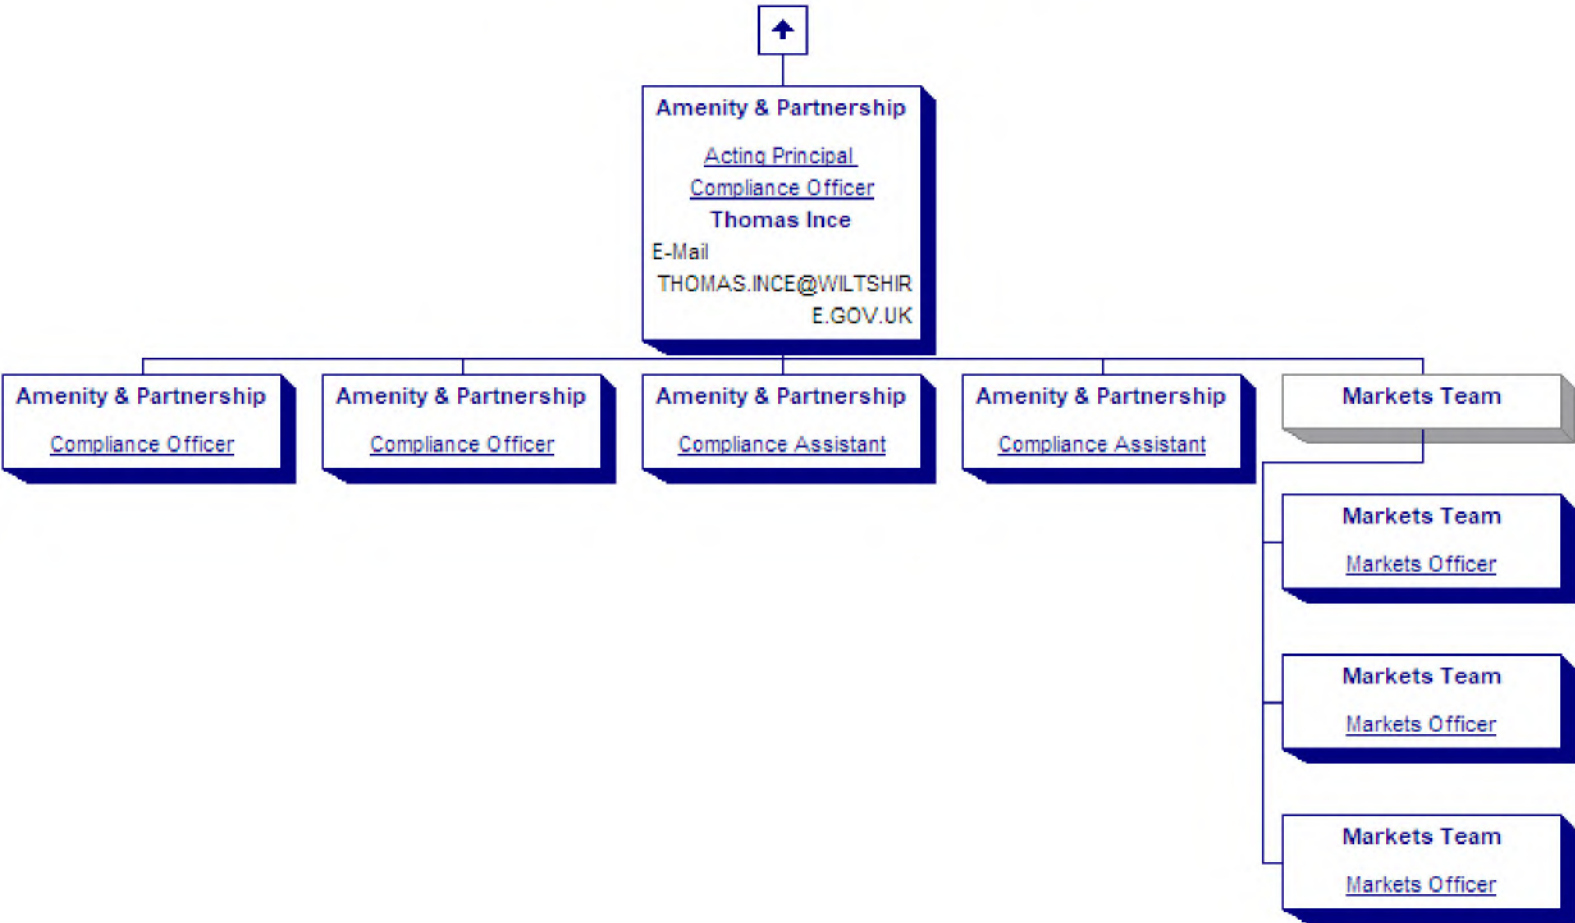 Amenity & Partnership
Acting Principal
Compliance Officer
Thomas Ince
E-Mail
THOMAS.INCE@WILTSHIR
E.GOV.UK
Amenity & Partnership
Compliance Officer
Amenity & Partnership
Compliance Officer
Amenity & Partnership
Compliance Assistant
Amenity & Partnership
Compliance Assistant
Markets Team
Markets Team
Markets Officer
Markets Team
Markets Officer
Markets Team
Markets Officer